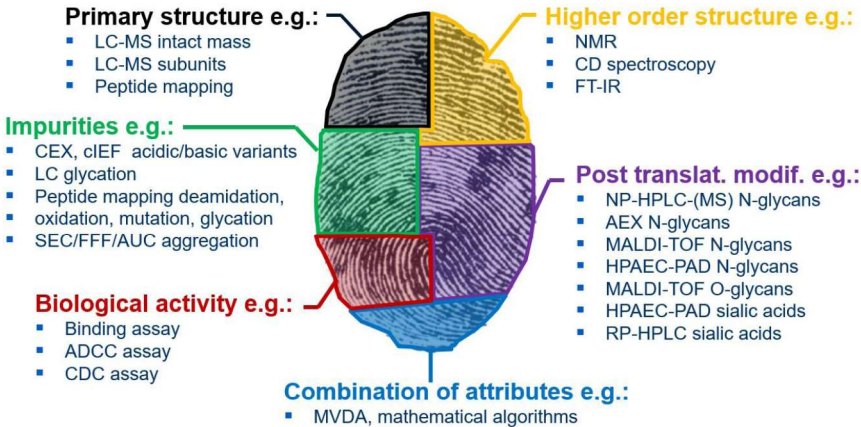 Primary structure e.g.:
▪ LC-MS intact mass
▪ LC-MS subunits
▪ Peptide mapping
Higher order structure e.g.:
▪ NMR
▪ CD spectroscopy
▪ FT-IR
Impurities e.g.:
▪ CEX, cIEF acidic/basic variants
▪ LC glycation
▪ Peptide mapping deamidation,
▪ oxidation, mutation, glycation
▪ SEC/FFF/AUC aggregation
Post translat. modif. e.g.:
▪ NP-HPLC-(MS) N-glycans
▪ AEX N-glycans
▪ MALDI-TOF N-glycans
▪ HPAEC-PAD N-glycans
▪ MALDI-TOF O-glycans
▪ HPAEC-PAD sialic acids
▪ RP-HPLC sialic acids
Biological activity e.g.:
▪ Binding assay
▪ ADCC assay
▪ CDC assay
Combination of attributes e.g.:
▪ MVDA, mathematical algorithms